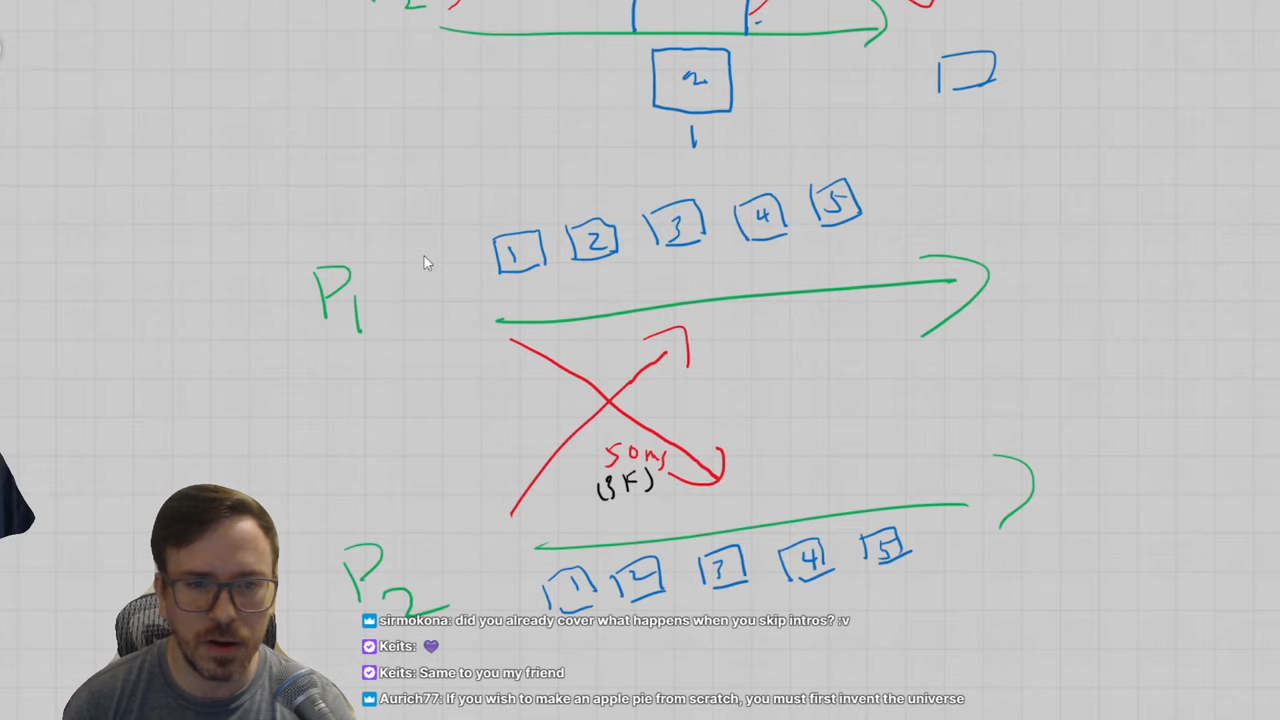 2
1
1 2 3 4 5
P1
50ms
(3F)
P2
1 2 3 4 5
sirmokona: did you already cover what happens when you skip intros? :v
Keits: 💜
Keits: Same to you my friend
Aurich77: If you wish to make an apple pie from scratch, you must first invent the universe